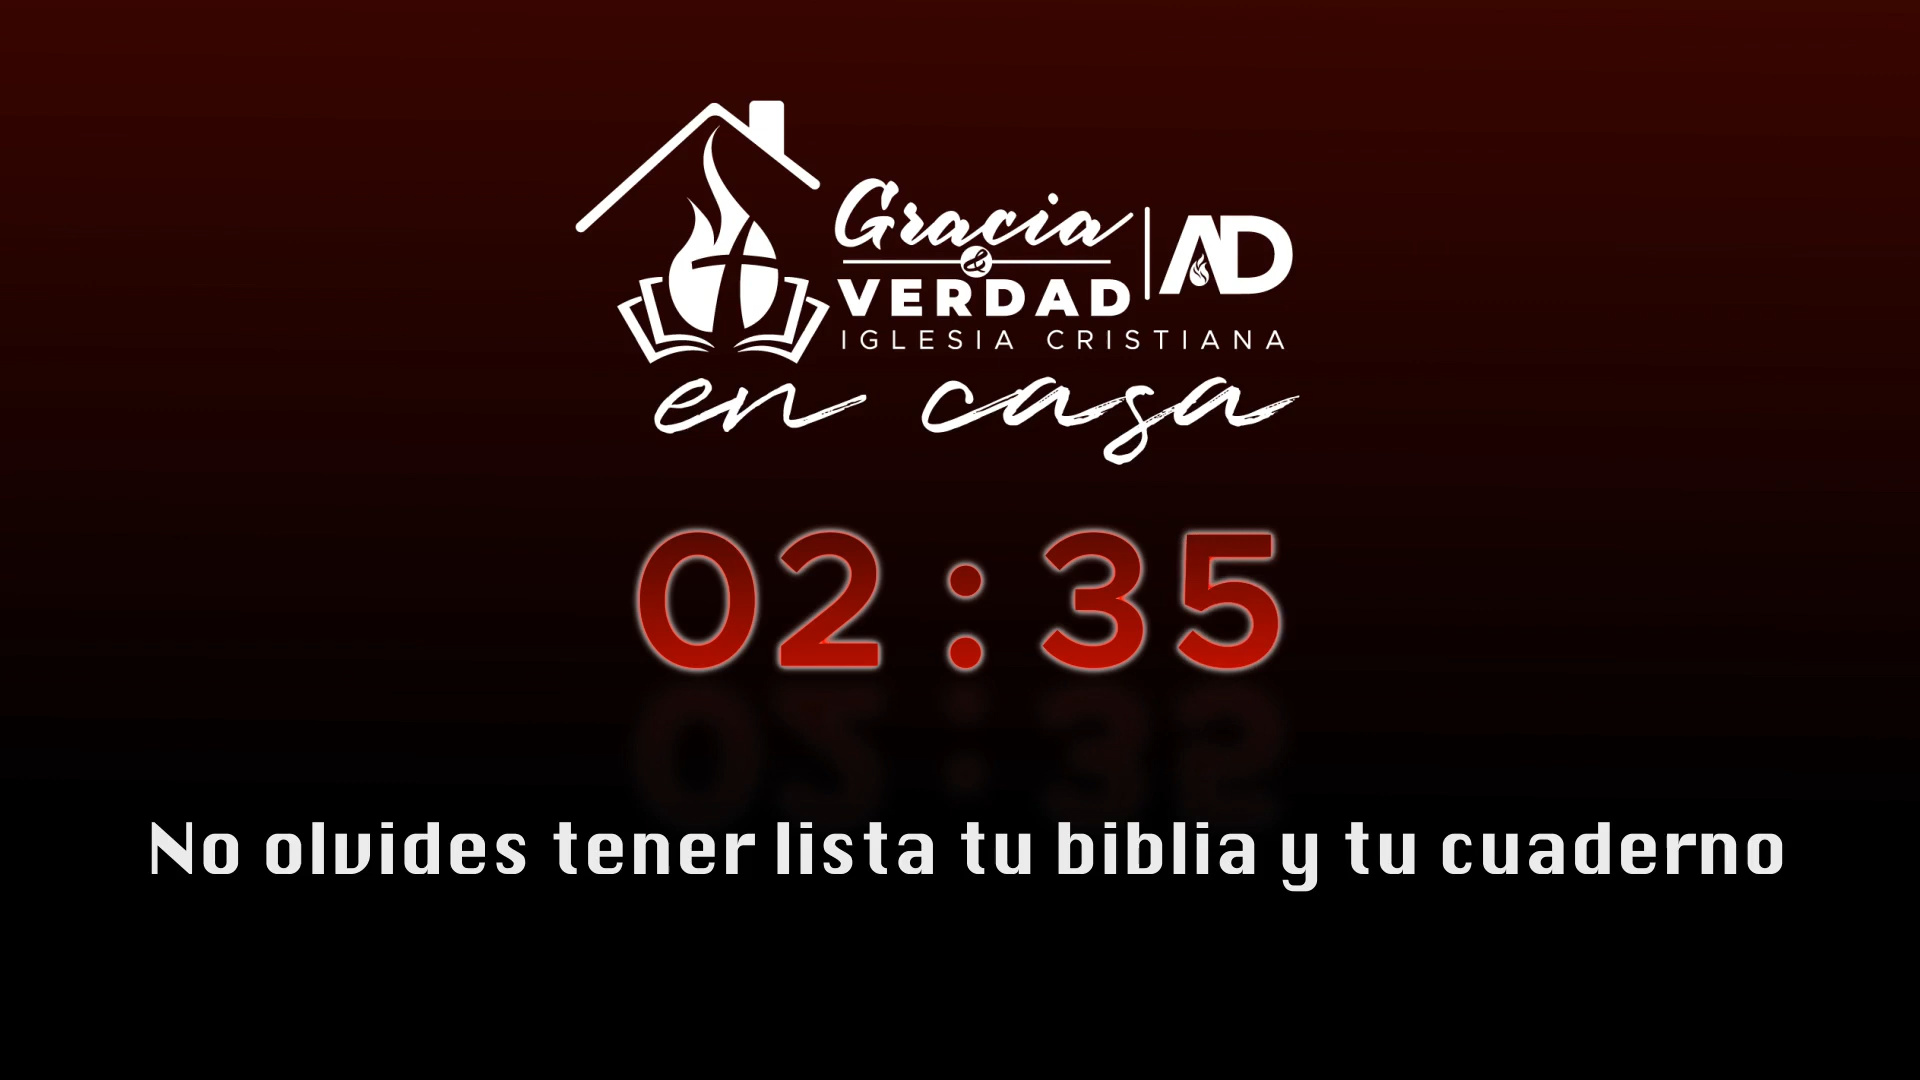 Gracia
&
VERDAD
AD
IGLESIA CRISTIANA
en casa
02:35
No olvides tener lista tu biblia y tu cuaderno